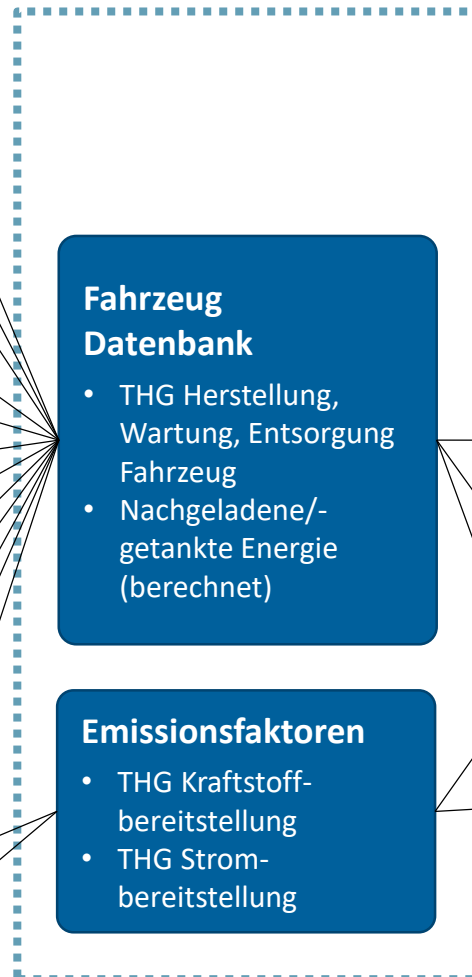 Fahrzeug
Datenbank
• THG Herstellung,
Wartung, Entsorgung
Fahrzeug
• Nachgeladene/-
getankte Energie
(berechnet)
Emissionsfaktoren
• THG Kraftstoff-
bereitstellung
• THG Strom-
bereitstellung